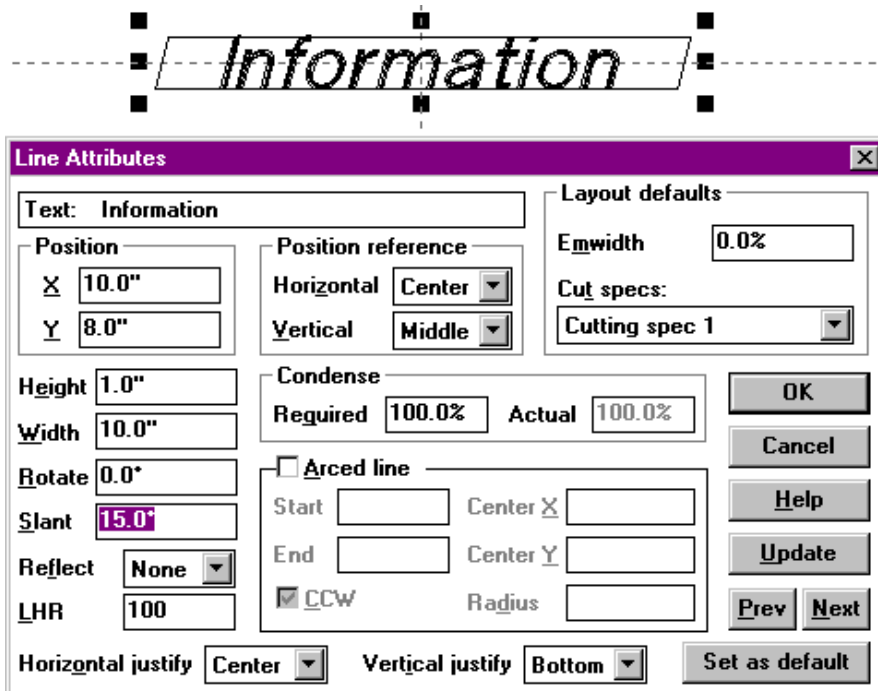 Information
Line Attributes
Text: Information
Layout defaults
Position
Position reference
Emwidth 0.0%
X 10.0"
Horizontal Center
Cut specs:
Y 8.0"
Vertical Middle
Cutting spec 1
Height 1.0"
Condense
OK
Required 100.0% Actual 100.0%
Width 10.0"
Cancel
Rotate 0.0°
Arced line
Start Center X
Help
Slant 15.0°
End Center Y
Update
Reflect None
CCW Radius
Prev Next
LHR 100
Horizontal justify Center Vertical justify Bottom Set as default